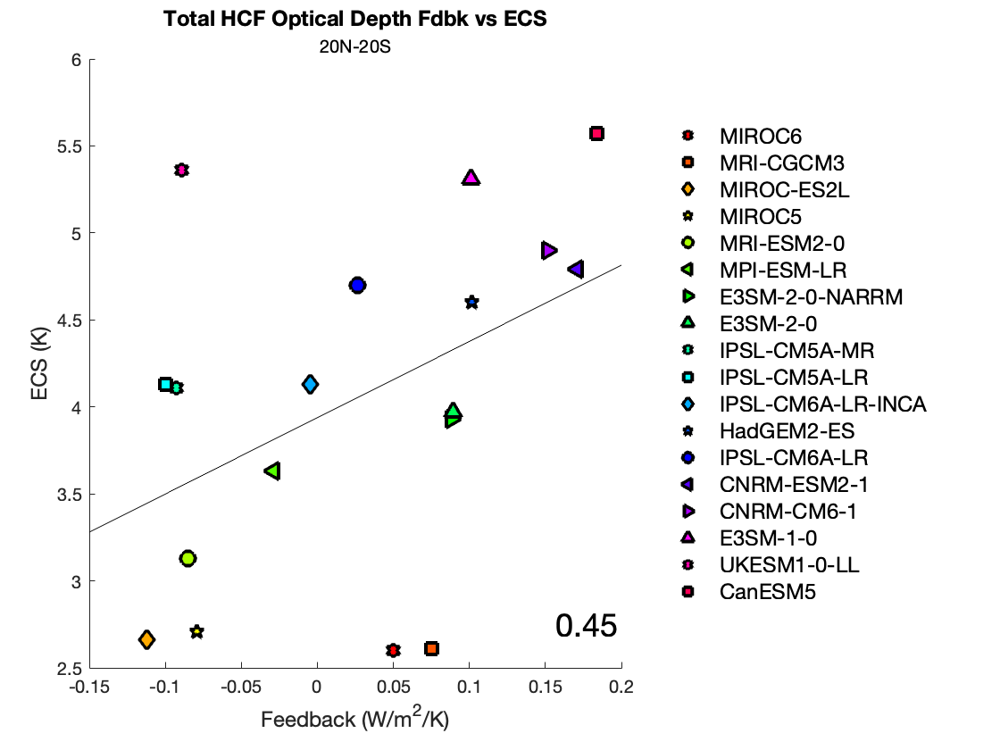 Total HCF Optical Depth Fdbk vs ECS
20N-20S
6
5.5
5
4.5
4
3.5
3
2.5
ECS (K)
-0.15 -0.1 -0.05 0 0.05 0.1 0.15 0.2
Feedback (W/m²/K)
0.45
MIROC6
MRI-CGCM3
MIROC-ES2L
MIROC5
MRI-ESM2-0
MPI-ESM-LR
E3SM-2-0-NARRM
E3SM-2-0
IPSL-CM5A-MR
IPSL-CM5A-LR
IPSL-CM6A-LR-INCA
HadGEM2-ES
IPSL-CM6A-LR
CNRM-ESM2-1
CNRM-CM6-1
E3SM-1-0
UKESM1-0-LL
CanESM5